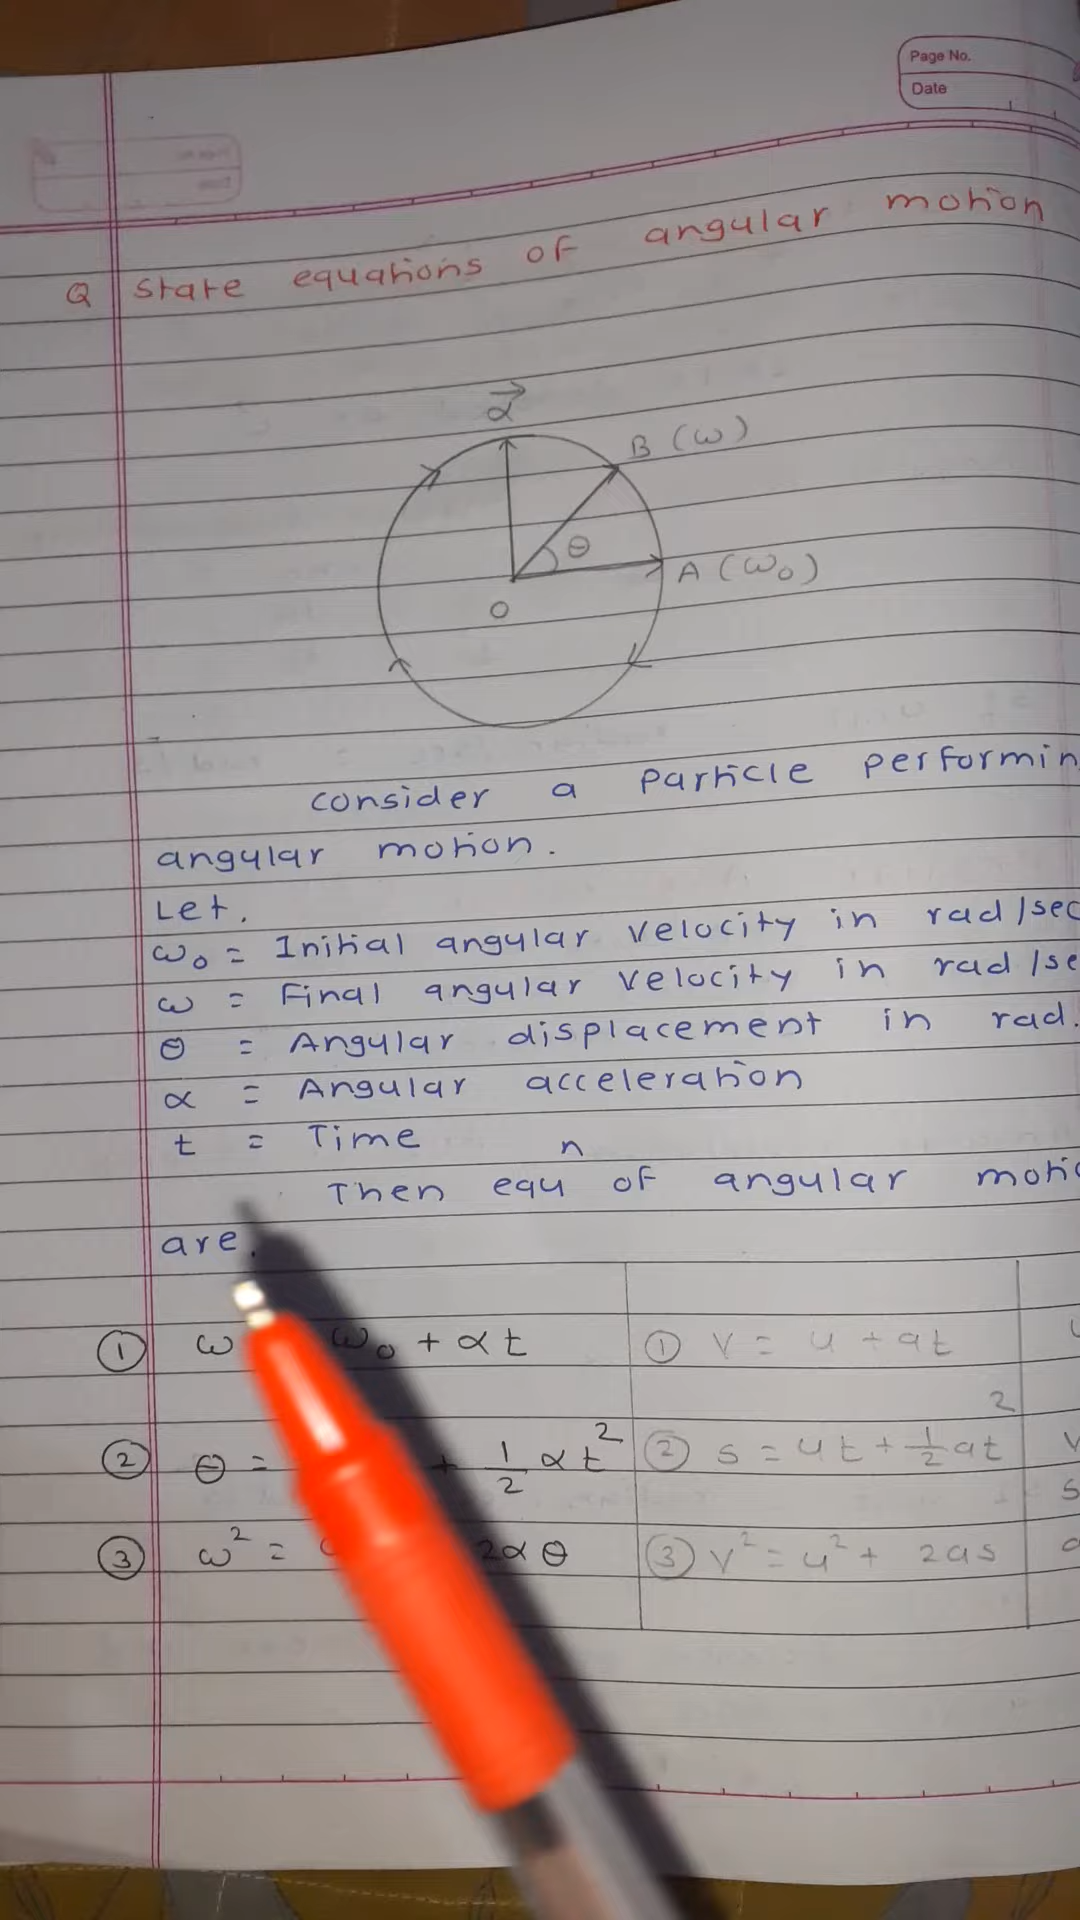 Page No.
Date
Q State equations of angular motion
α
B (ω)
θ
A (ω₀)
O
consider a particle performin
angular motion.
Let,
ω₀ = Initial angular velocity in rad/sec
ω = Final angular velocity in rad/se
θ = Angular displacement in rad.
α = Angular acceleration
t = Time
Then equⁿ of angular motio
are.
① ω ω₀ + αt
① v = u + at
② θ = + 1/2 αt²
② s = ut + 1/2 at²
③ ω² = 2αθ
③ v² = u² + 2as